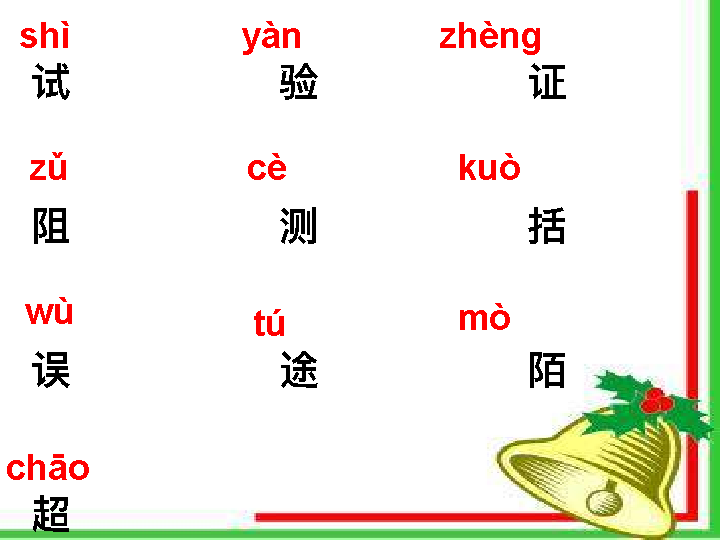 shì yàn zhèng
试 验 证
zǔ cè kuò
阻 测 括
wù tú mò
误 途 陌
chāo
超